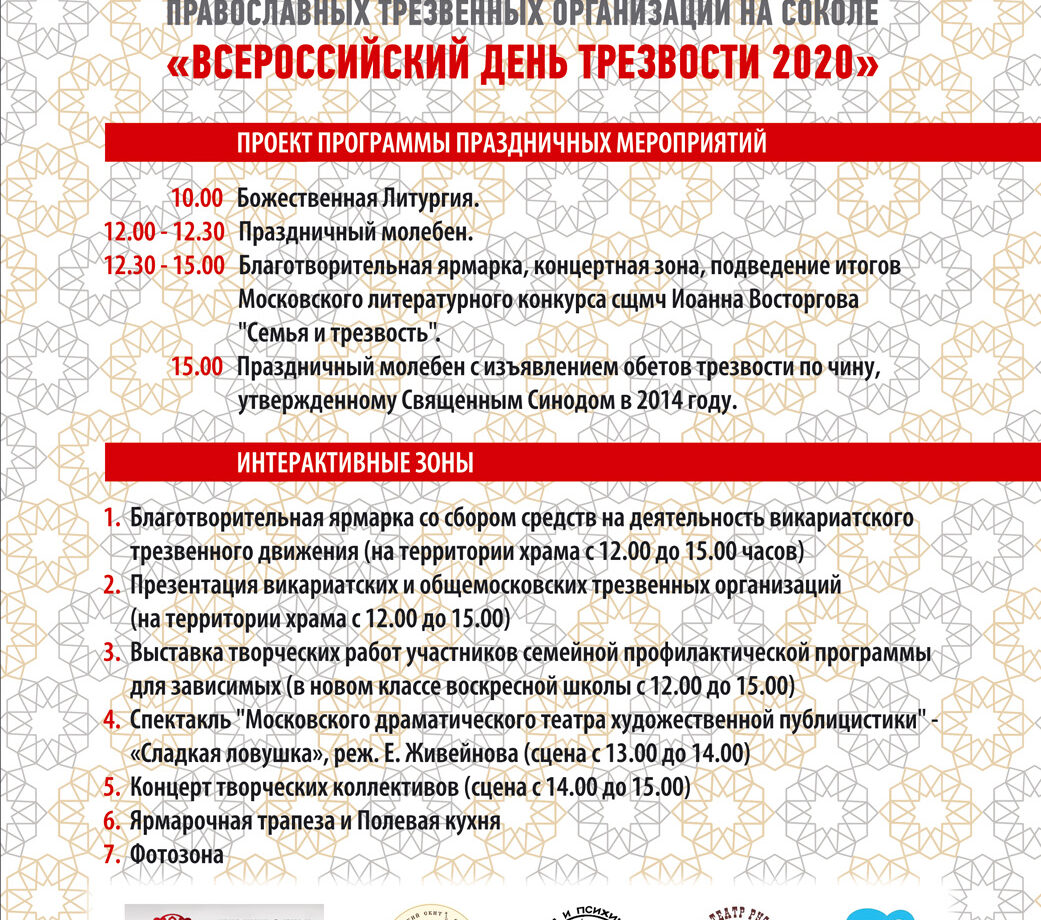 ПРАВОСЛАВНЫХ ТРЕЗВЕННЫХ ОРГАНИЗАЦИЙ НА СОКОЛЕ
«ВСЕРОССИЙСКИЙ ДЕНЬ ТРЕЗВОСТИ 2020»
ПРОЕКТ ПРОГРАММЫ ПРАЗДНИЧНЫХ МЕРОПРИЯТИЙ
10.00 Божественная Литургия.
12.00 - 12.30 Праздничный молебен.
12.30 - 15.00 Благотворительная ярмарка, концертная зона, подведение итогов
Московского литературного конкурса сщмч Иоанна Восторгова
"Семья и трезвость".
15.00 Праздничный молебен с изъявлением обетов трезвости по чину,
утвержденному Священным Синодом в 2014 году.
ИНТЕРАКТИВНЫЕ ЗОНЫ
1. Благотворительная ярмарка со сбором средств на деятельность викариатского
трезвенного движения (на территории храма с 12.00 до 15.00 часов)
2. Презентация викариатских и общемосковских трезвенных организаций
(на территории храма с 12.00 до 15.00)
3. Выставка творческих работ участников семейной профилактической программы
для зависимых (в новом классе воскресной школы с 12.00 до 15.00)
4. Спектакль "Московского драматического театра художественной публицистики" -
«Сладкая ловушка», реж. Е. Живейнова (сцена с 13.00 до 14.00)
5. Концерт творческих коллективов (сцена с 14.00 до 15.00)
6. Ярмарочная трапеза и Полевая кухня
7. Фотозона